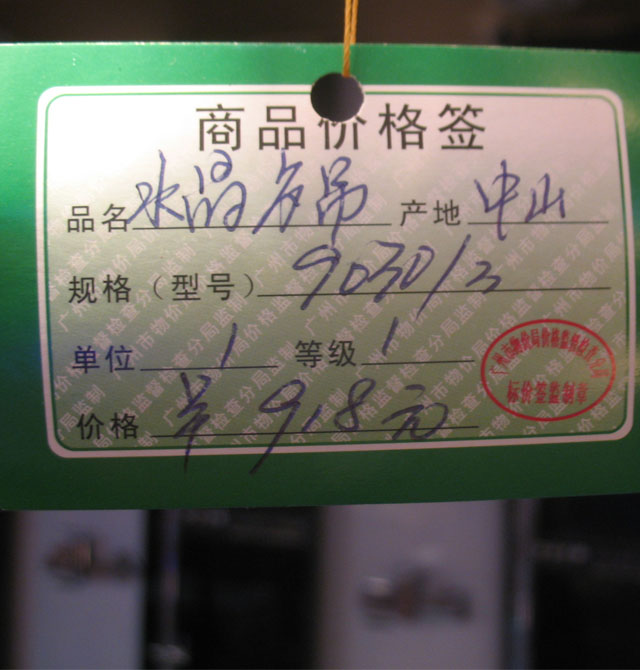 商品价格签
品名 水晶方吊 产地 中山
规格（型号） 9030/3
单位 1 等级 1
价格 单 918元
标价签监制章